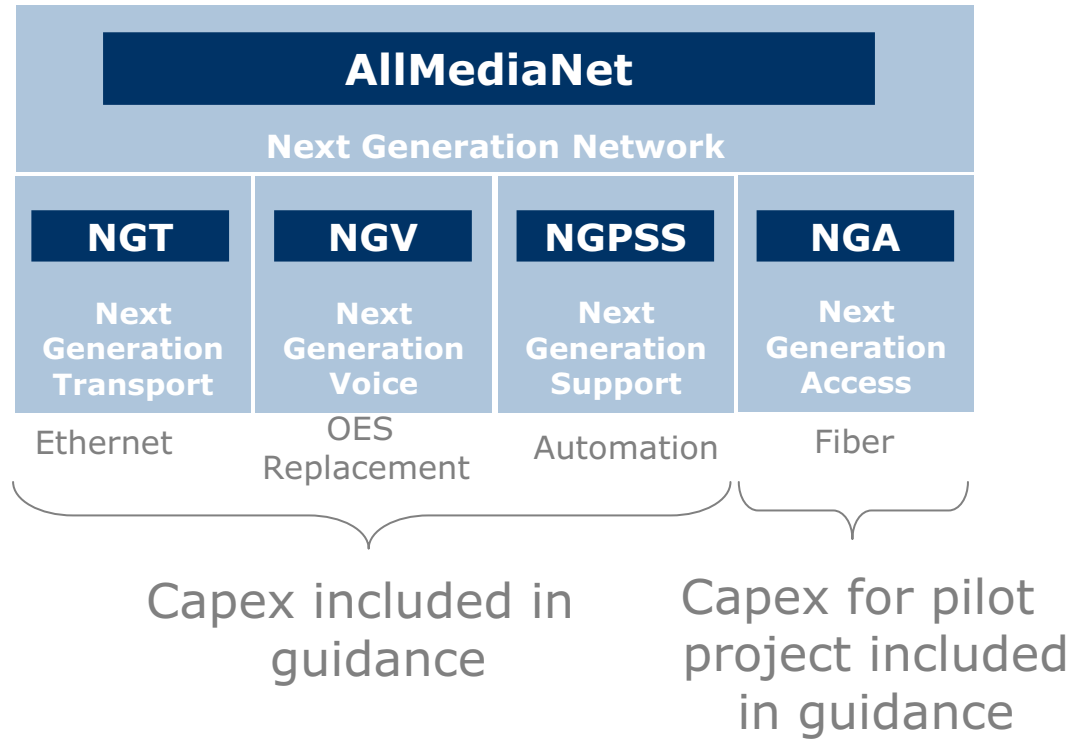 AllMediaNet
Next Generation Network
NGT
NGV
NGPSS
NGA
Next
Generation
Transport
Next
Generation
Voice
Next
Generation
Support
Next
Generation
Access
Ethernet
OES
Replacement
Automation
Fiber
Capex included in
guidance
Capex for pilot
project included
in guidance